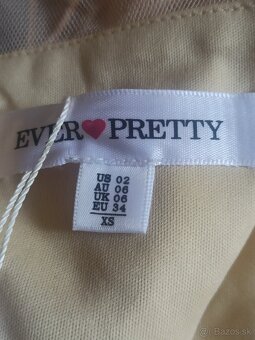 EVER❤PRETTY
US 02
AU 06
UK 06
EU 34
XS
Bazos.sk